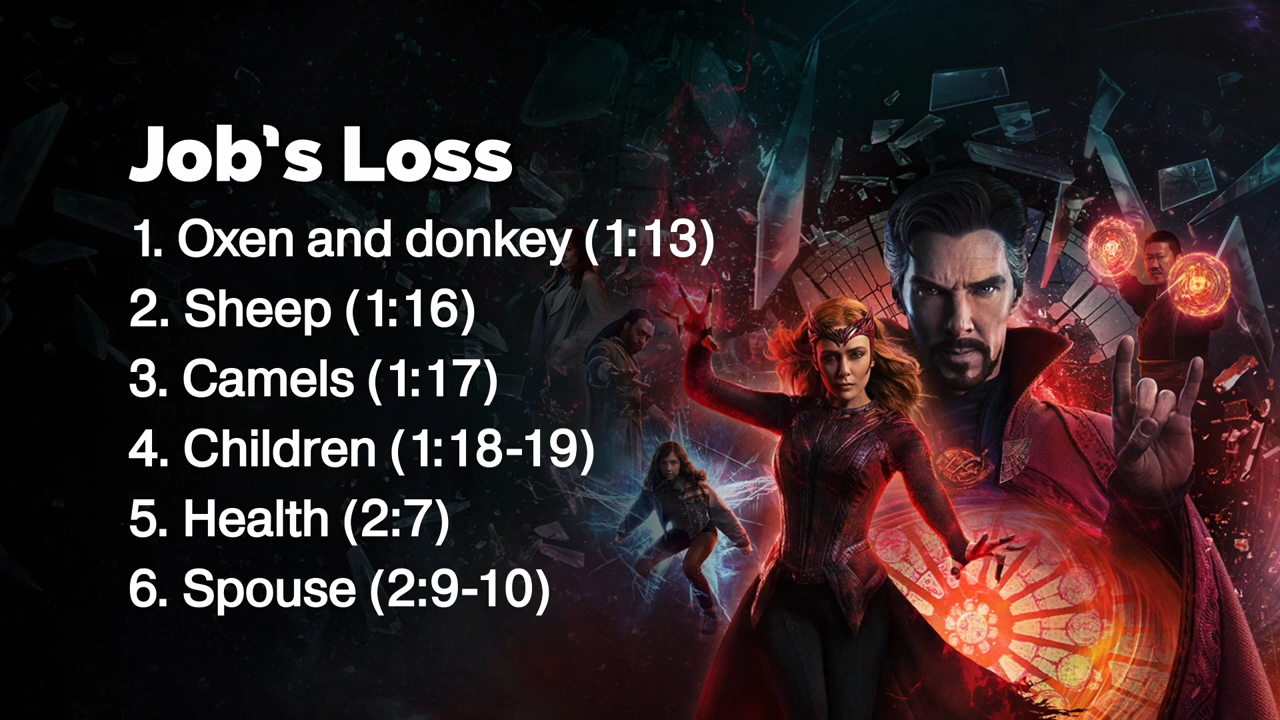 Job's Loss
1. Oxen and donkey (1:13)
2. Sheep (1:16)
3. Camels (1:17)
4. Children (1:18-19)
5. Health (2:7)
6. Spouse (2:9-10)